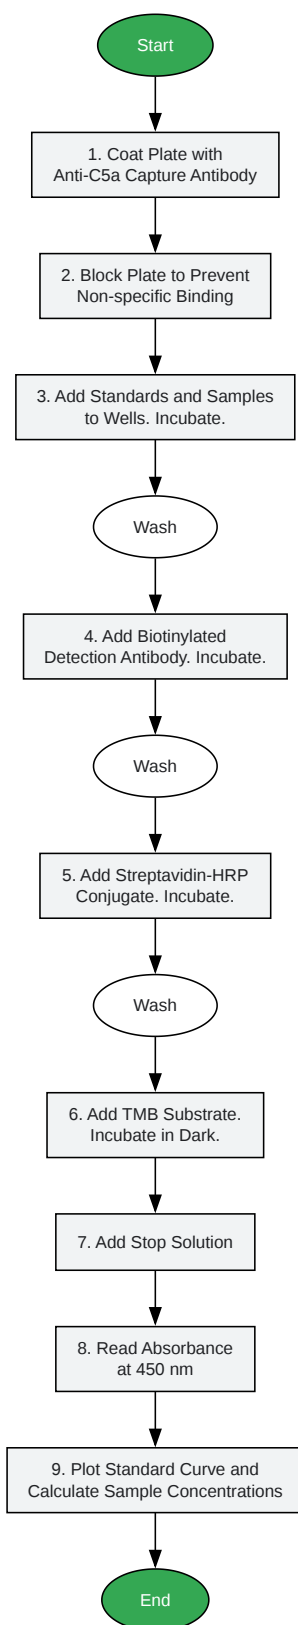 Start
1. Coat Plate with
Anti-C5a Capture Antibody
2. Block Plate to Prevent
Non-specific Binding
3. Add Standards and Samples
to Wells. Incubate.
Wash
4. Add Biotinylated
Detection Antibody. Incubate.
Wash
5. Add Streptavidin-HRP
Conjugate. Incubate.
Wash
6. Add TMB Substrate.
Incubate in Dark.
7. Add Stop Solution
8. Read Absorbance
at 450 nm
9. Plot Standard Curve and
Calculate Sample Concentrations
End